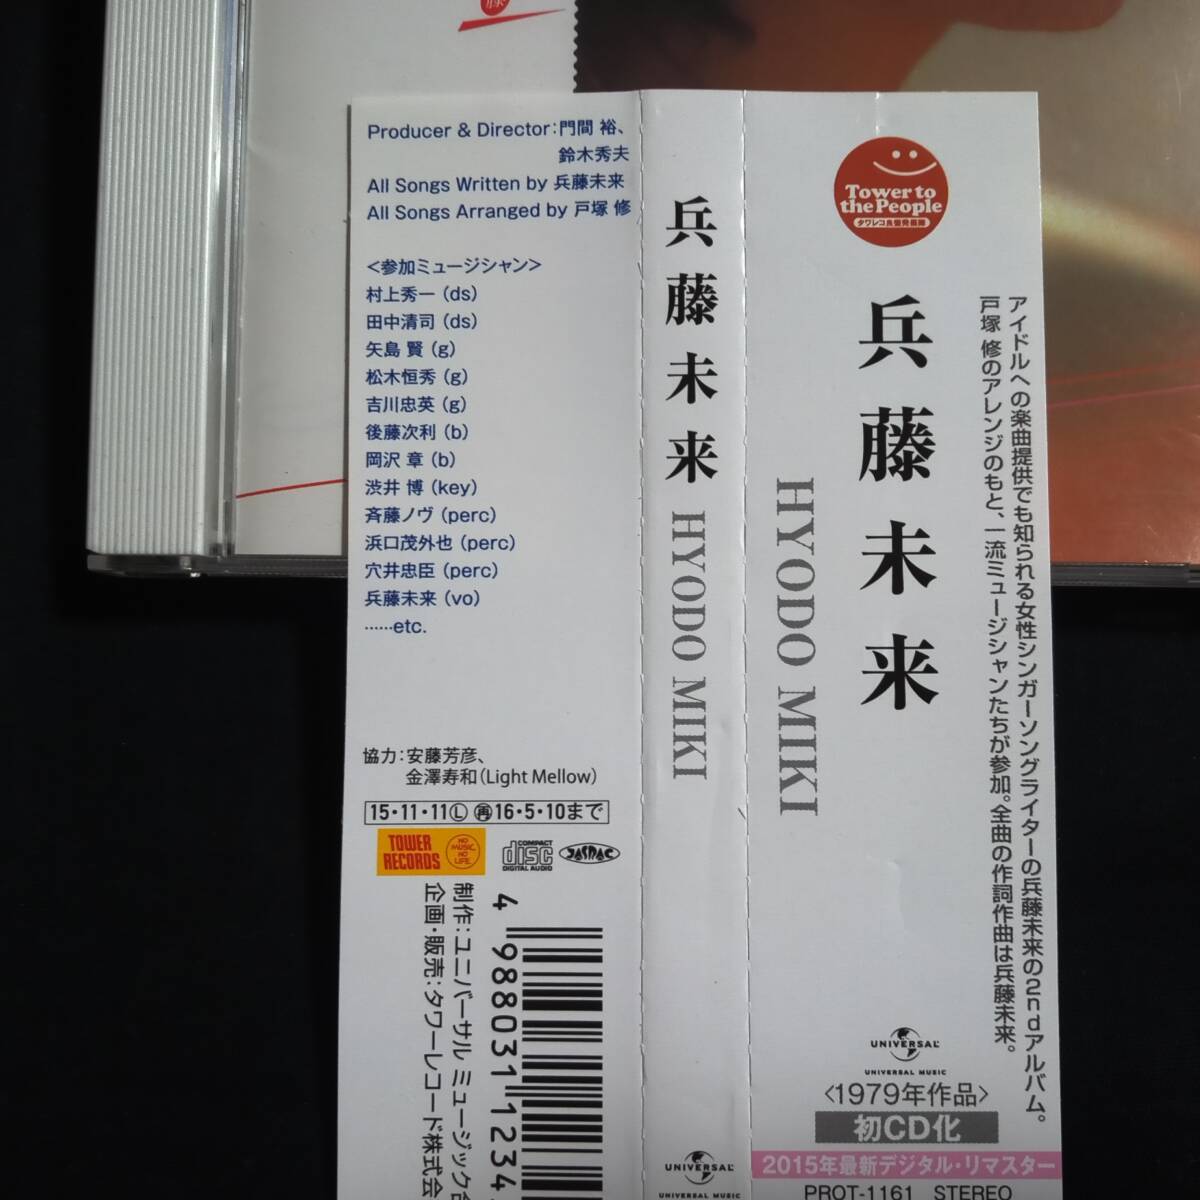 Producer & Director：門間 裕、
鈴木秀夫
All Songs Written by 兵藤未来
All Songs Arranged by 戸塚 修
＜参加ミュージシャン＞
村上秀一（ds）
田中清司（ds）
矢島 賢（g）
松木恒秀（g）
吉川忠英（g）
後藤次利（b）
岡沢 章（b）
渋井 博（key）
斉藤ノヴ（perc）
浜口茂外也（perc）
穴井忠臣（perc）
兵藤未来（vo）
……etc.
協力：安藤芳彦、
金澤寿和（Light Mellow）
15・11・11Ⓛ ㊢16・5・10まで
TOWER
RECORDS
NO
MUSIC,
NO
LIFE.
COMPACT
disc
DIGITAL AUDIO
JASRAC
制作：ユニバーサル ミュージック合
企画・販売：タワーレコード株式会
4 988031 1234
兵藤未来 HYODO MIKI
UNIVERSAL
UNIVERSAL MUSIC
Tower to
the People
タワレコ良盤発掘隊
兵藤未来
HYODO MIKI
アイドルへの楽曲提供でも知られる女性シンガーソングライターの兵藤未来の2ndアルバム。
戸塚 修のアレンジのもと、一流ミュージシャンたちが参加。全曲の作詞作曲は兵藤未来。
UNIVERSAL
UNIVERSAL MUSIC
＜1979年作品＞
初CD化
2015年最新デジタル・リマスター
PROT-1161 STEREO